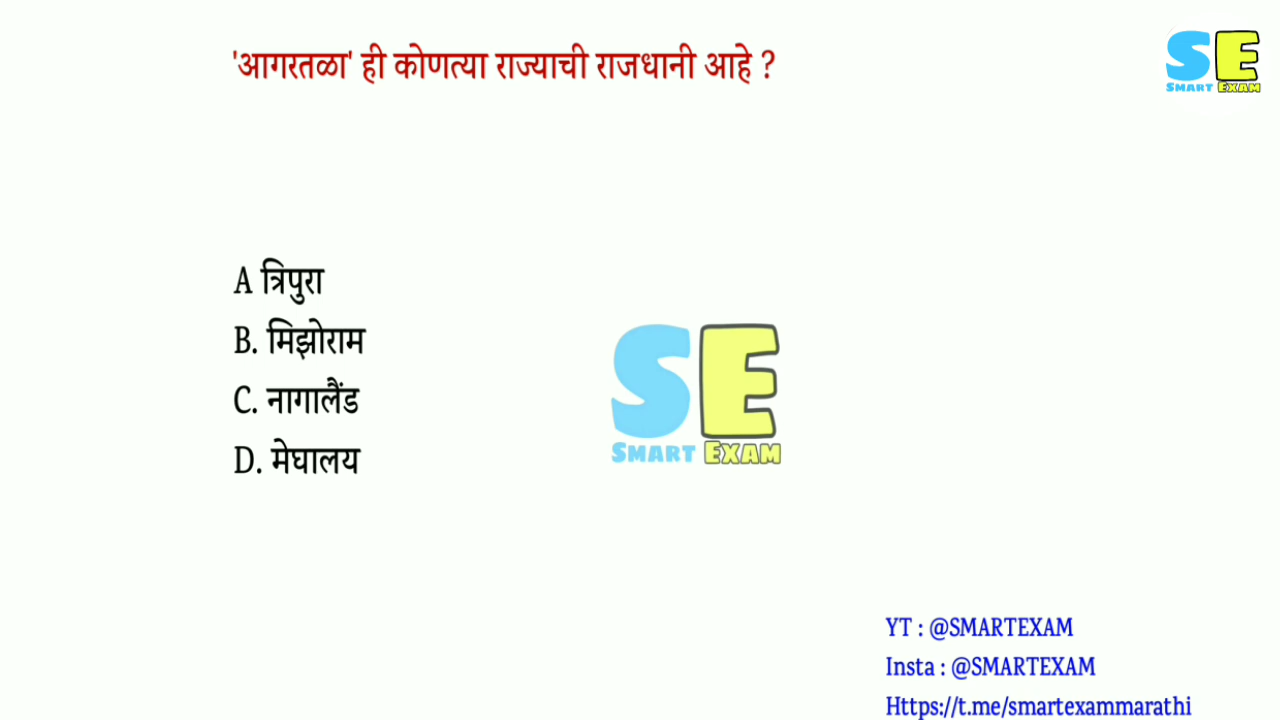 'आगरतळा' ही कोणत्या राज्याची राजधानी आहे ?
SE
SMART EXAM
A त्रिपुरा
B. मिझोराम
C. नागालैंड
D. मेघालय
SE
SMART EXAM
YT : @SMARTEXAM
Insta : @SMARTEXAM
Https://t.me/smartexammarathi